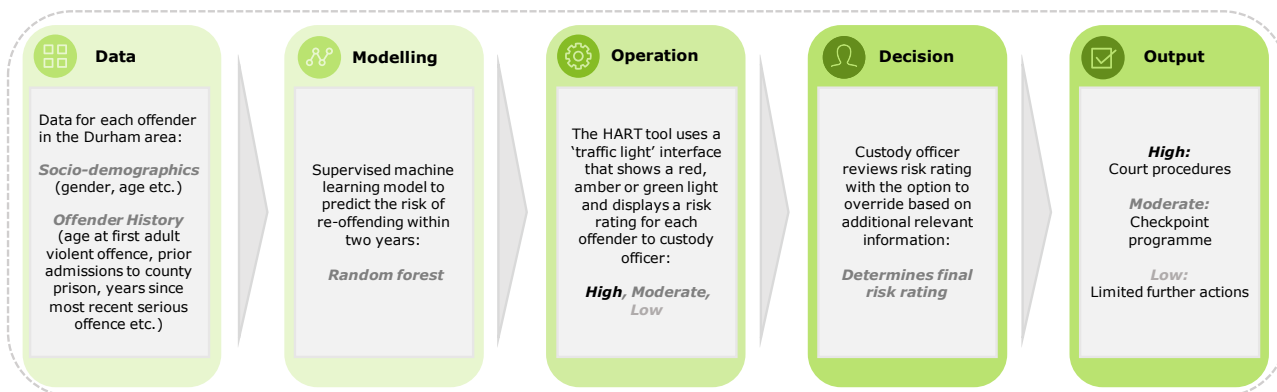 Data
Data for each offender
in the Durham area:
Socio-demographics
(gender, age etc.)
Offender History
(age at first adult
violent offence, prior
admissions to county
prison, years since
most recent serious
offence etc.)
Modelling
Supervised machine
learning model to
predict the risk of
re-offending within
two years:
Random forest
Operation
The HART tool uses a
‘traffic light’ interface
that shows a red,
amber or green light
and displays a risk
rating for each
offender to custody
officer:
High, Moderate,
Low
Decision
Custody officer
reviews risk rating
with the option to
override based on
additional relevant
information:
Determines final
risk rating
Output
High:
Court procedures
Moderate:
Checkpoint
programme
Low:
Limited further actions